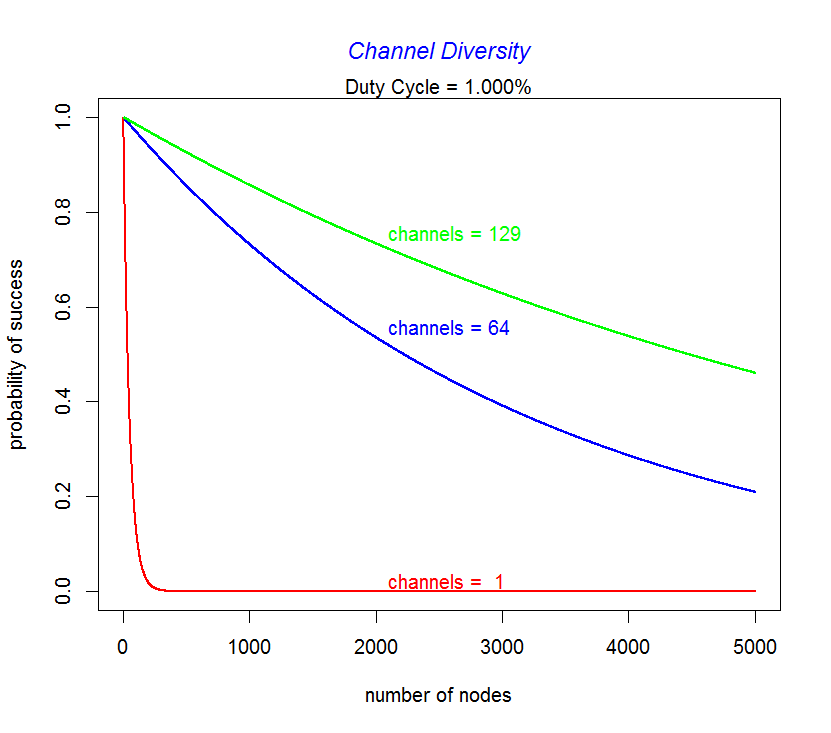 Channel Diversity
Duty Cycle = 1.000%
probability of success
1.0
0.8
0.6
0.4
0.2
0.0
channels = 129
channels = 64
channels = 1
0 1000 2000 3000 4000 5000
number of nodes